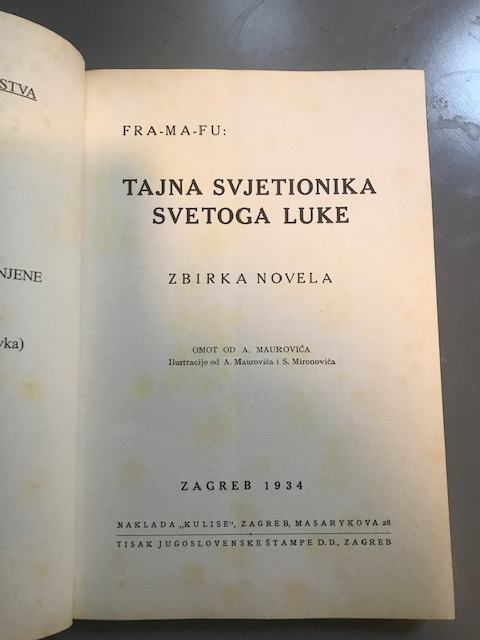 STVA
NJENE
vka)
FRA-MA-FU:
TAJNA SVJETIONIKA
SVETOGA LUKE
ZBIRKA NOVELA
OMOT OD A. MAUROVIĆA
Ilustracije od A. Maurovića i S. Mironovića
ZAGREB 1934
NAKLADA „KULISE“, ZAGREB, MASARYKOVA 28
TISAK JUGOSLOVENSKE ŠTAMPE D.D., ZAGREB